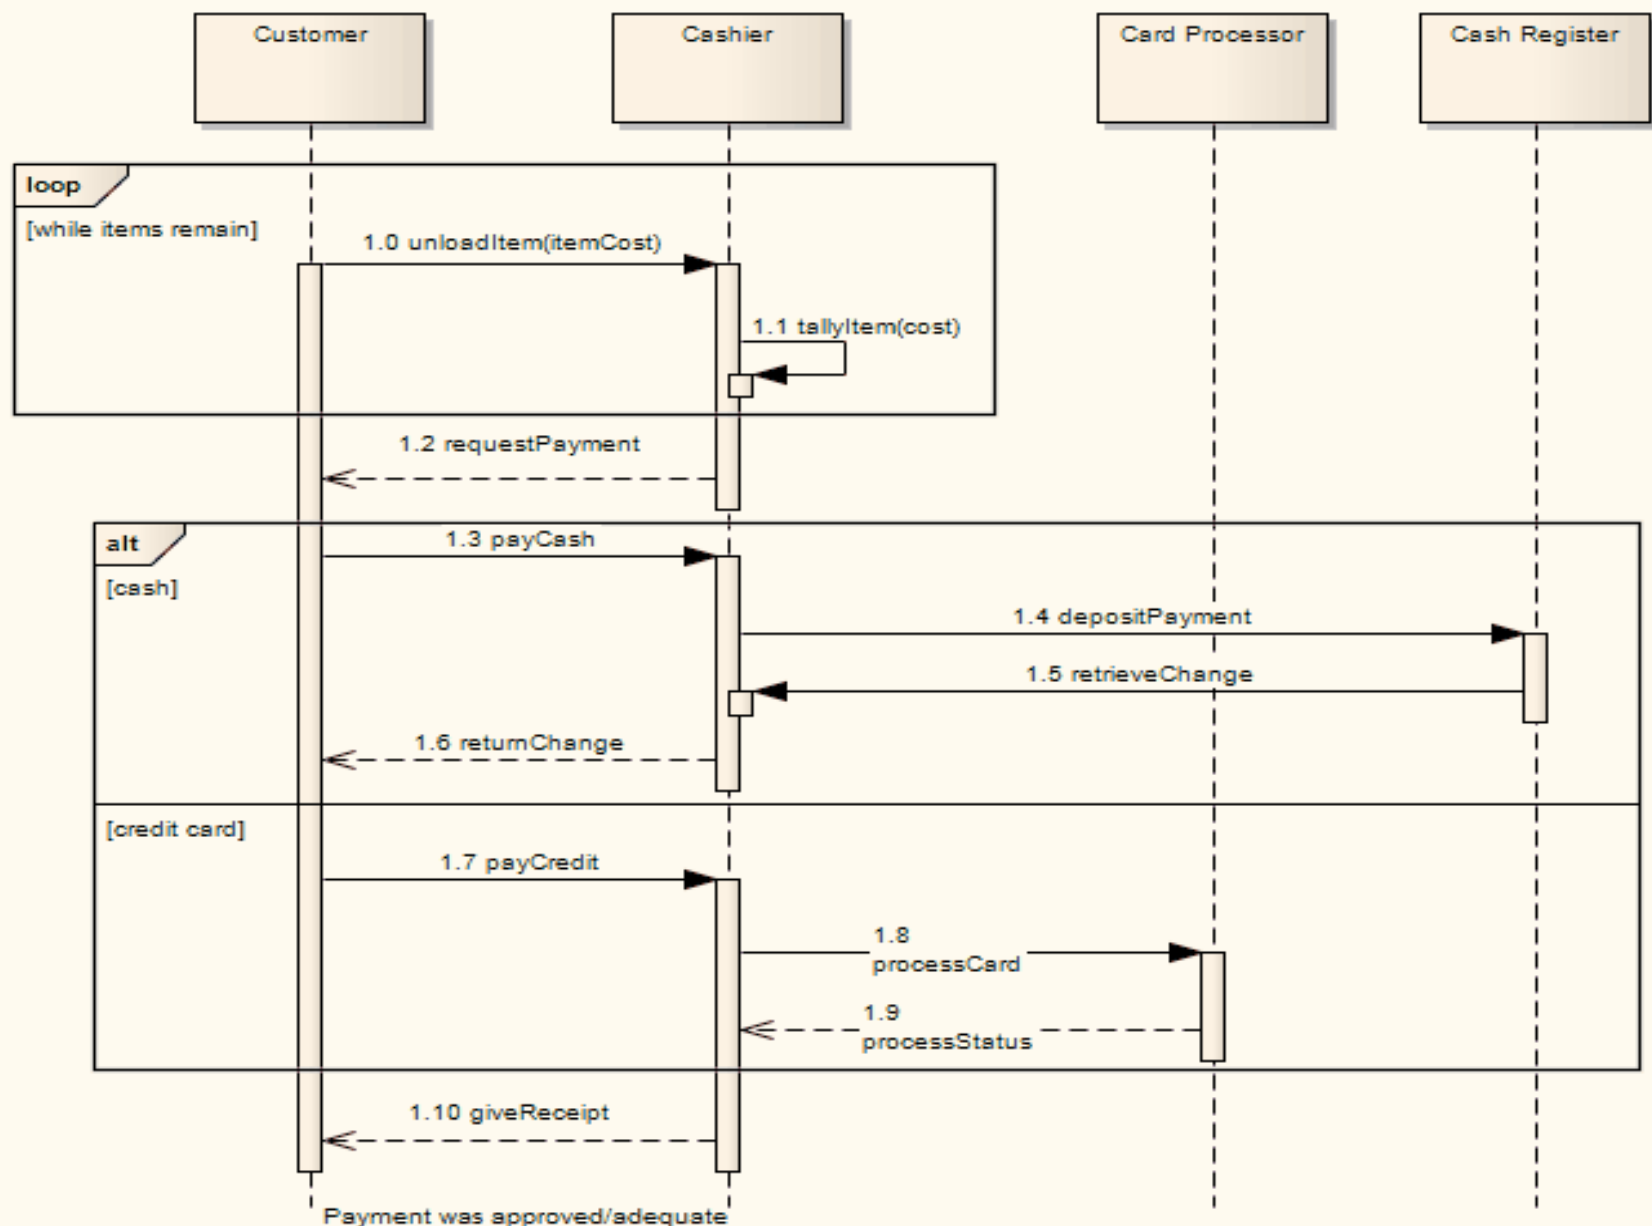 Customer
Cashier
Card Processor
Cash Register
loop
[while items remain]
1.0 unloadItem(itemCost)
1.1 tallyItem(cost)
1.2 requestPayment
alt
1.3 payCash
[cash]
1.4 depositPayment
1.5 retrieveChange
1.6 returnChange
[credit card]
1.7 payCredit
1.8
processCard
1.9
processStatus
1.10 giveReceipt
Payment was approved/adequate